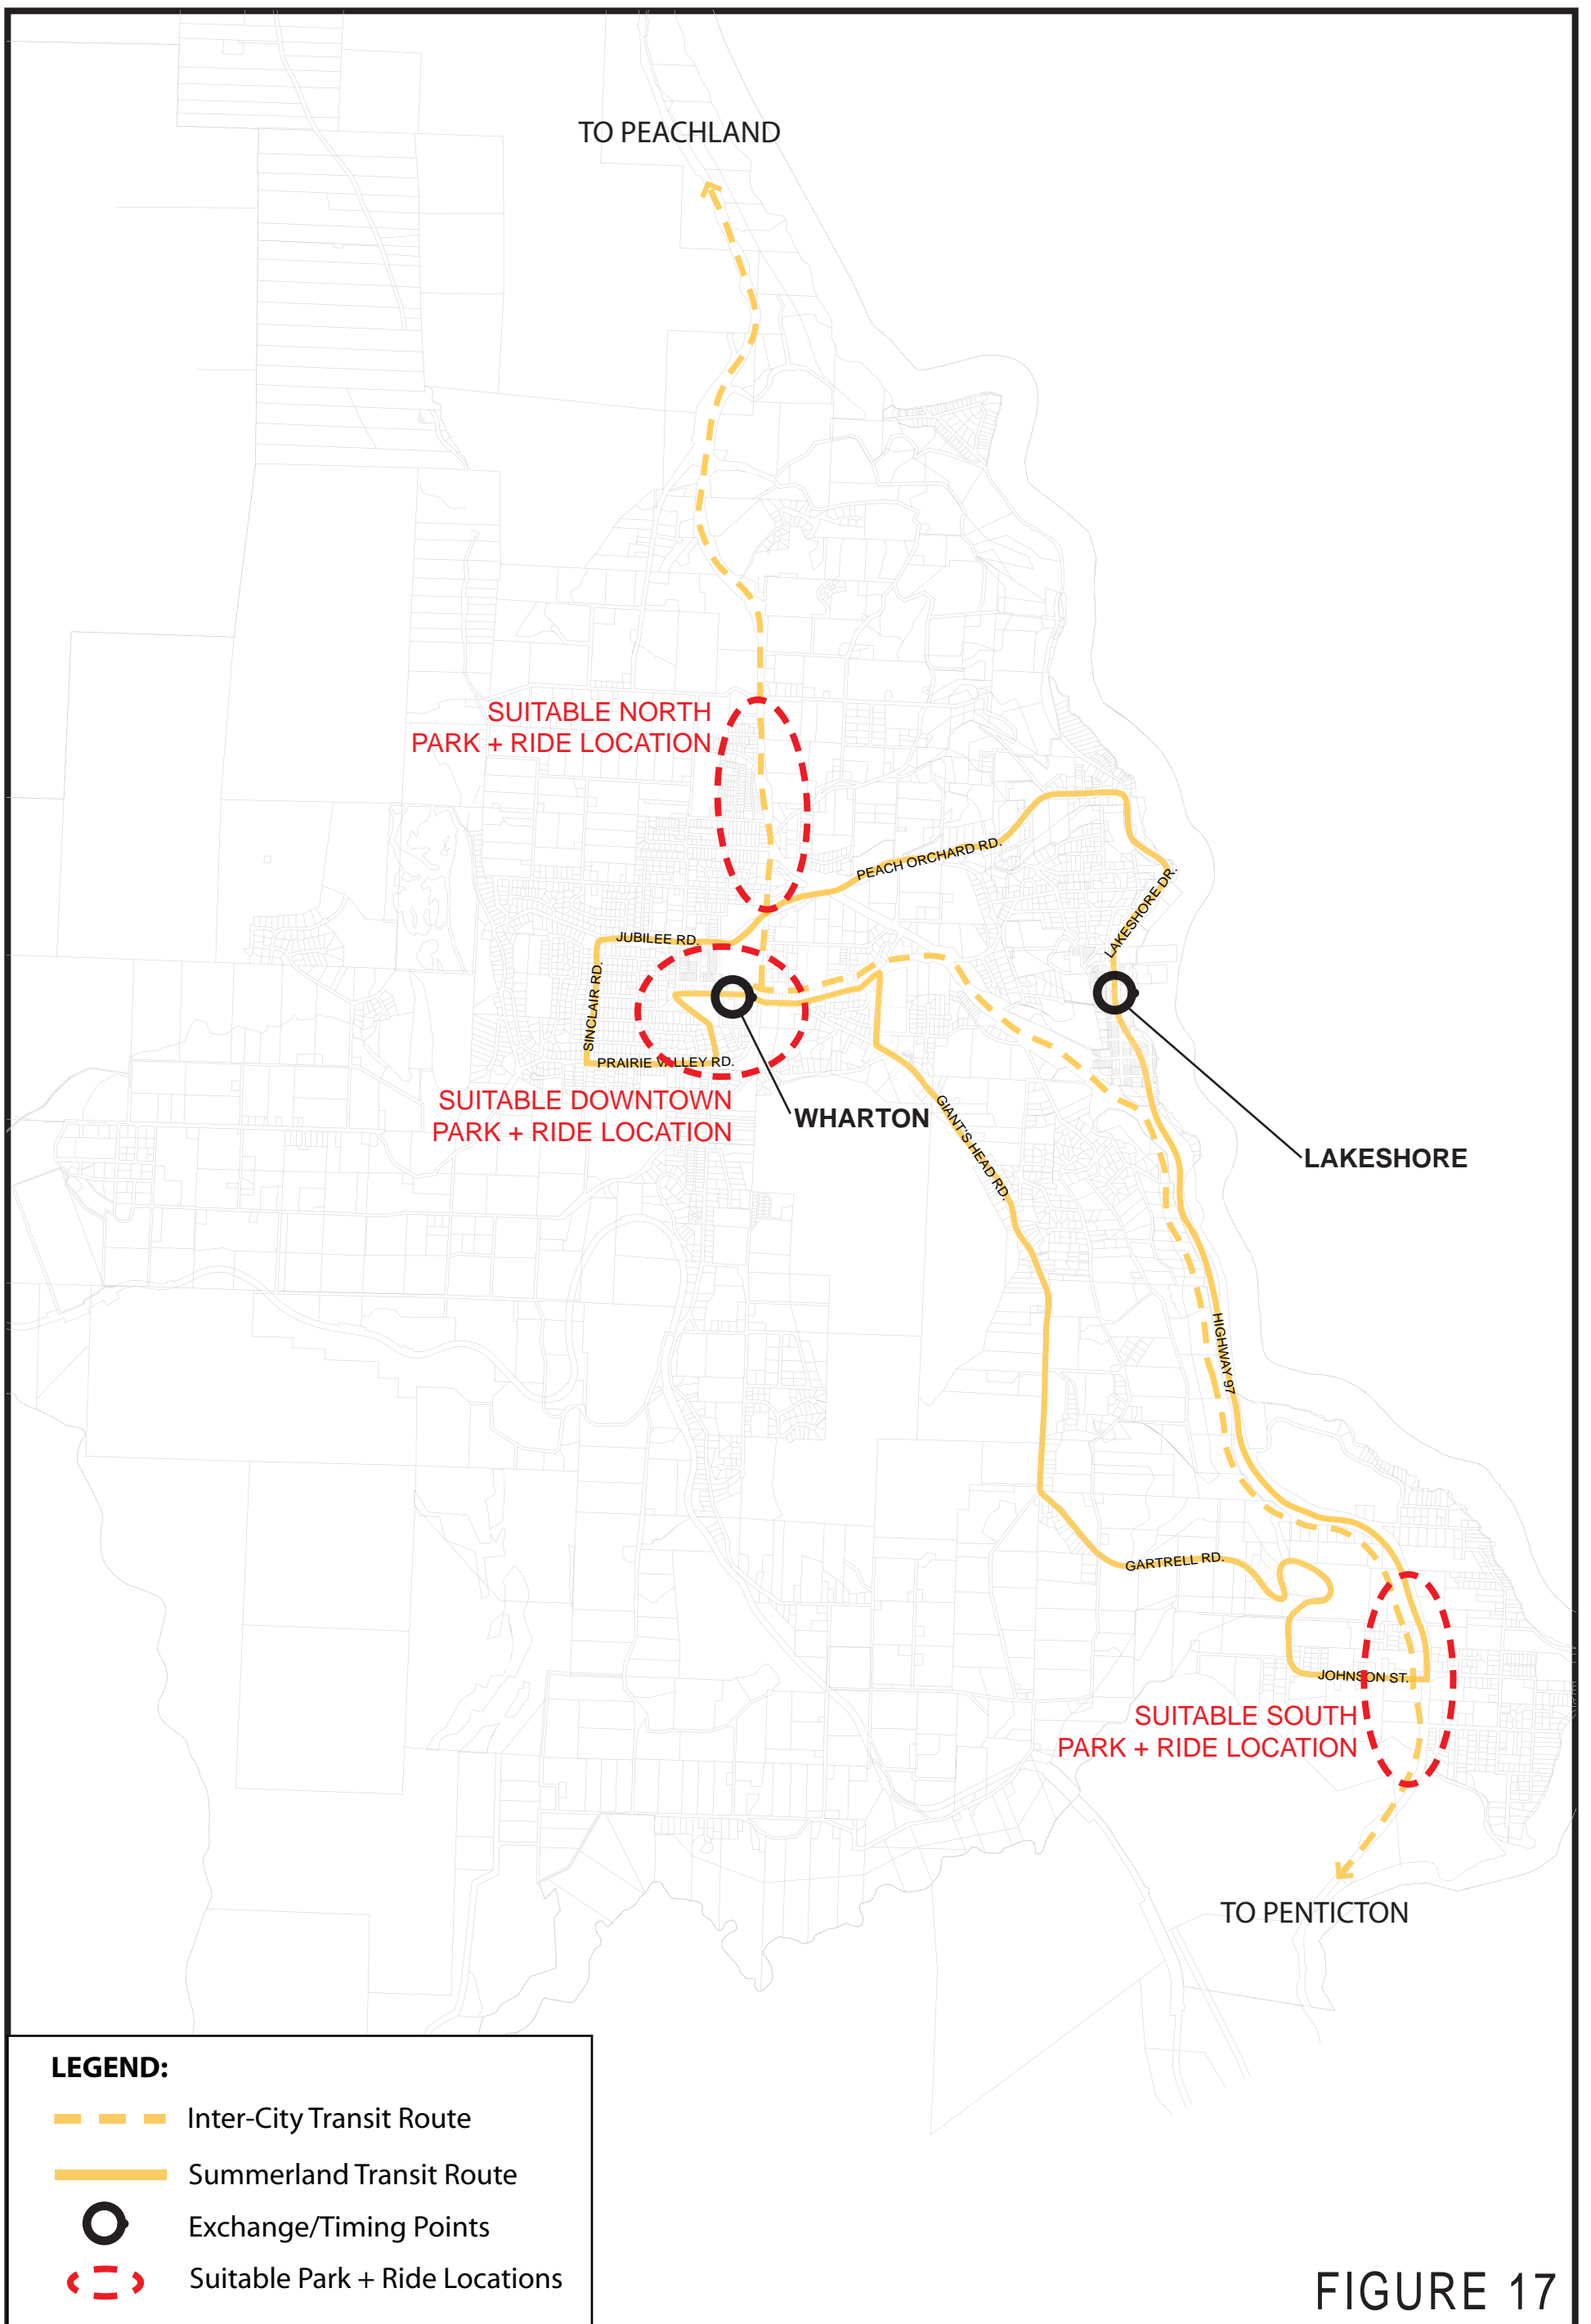 TO PEACHLAND
SUITABLE NORTH
PARK + RIDE LOCATION
PEACH ORCHARD RD.
LAKESHORE DR.
JUBILEE RD.
SINCLAIR RD.
PRAIRIE VALLEY RD.
SUITABLE DOWNTOWN
PARK + RIDE LOCATION
WHARTON
GIANT'S HEAD RD.
LAKESHORE
HIGHWAY 97
GARTRELL RD.
JOHNSON ST.
SUITABLE SOUTH
PARK + RIDE LOCATION
TO PENTICTON
LEGEND:
Inter-City Transit Route
Summerland Transit Route
Exchange/Timing Points
Suitable Park + Ride Locations
FIGURE 17